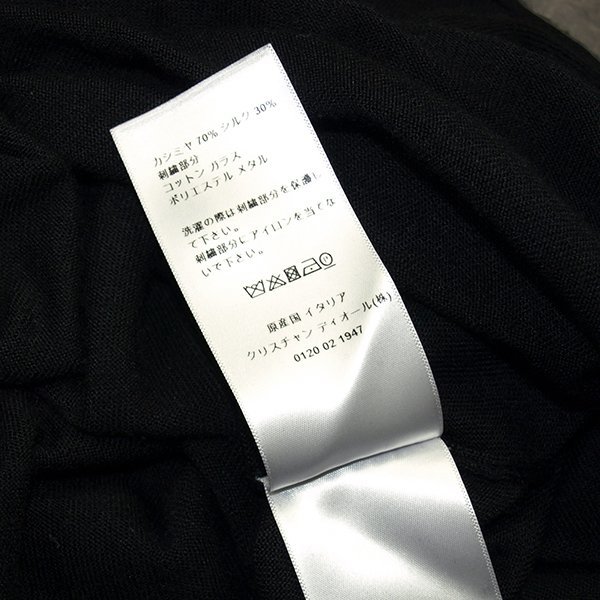 カシミヤ 70% シルク 30%
刺繍部分
コットン ガラス
ポリエステル メタル
洗濯の際は刺繍部分を保護し
て下さい。
刺繍部分にアイロンを当てな
いで下さい。
原産国 イタリア
クリスチャン ディオール(株)
0120 02 1947